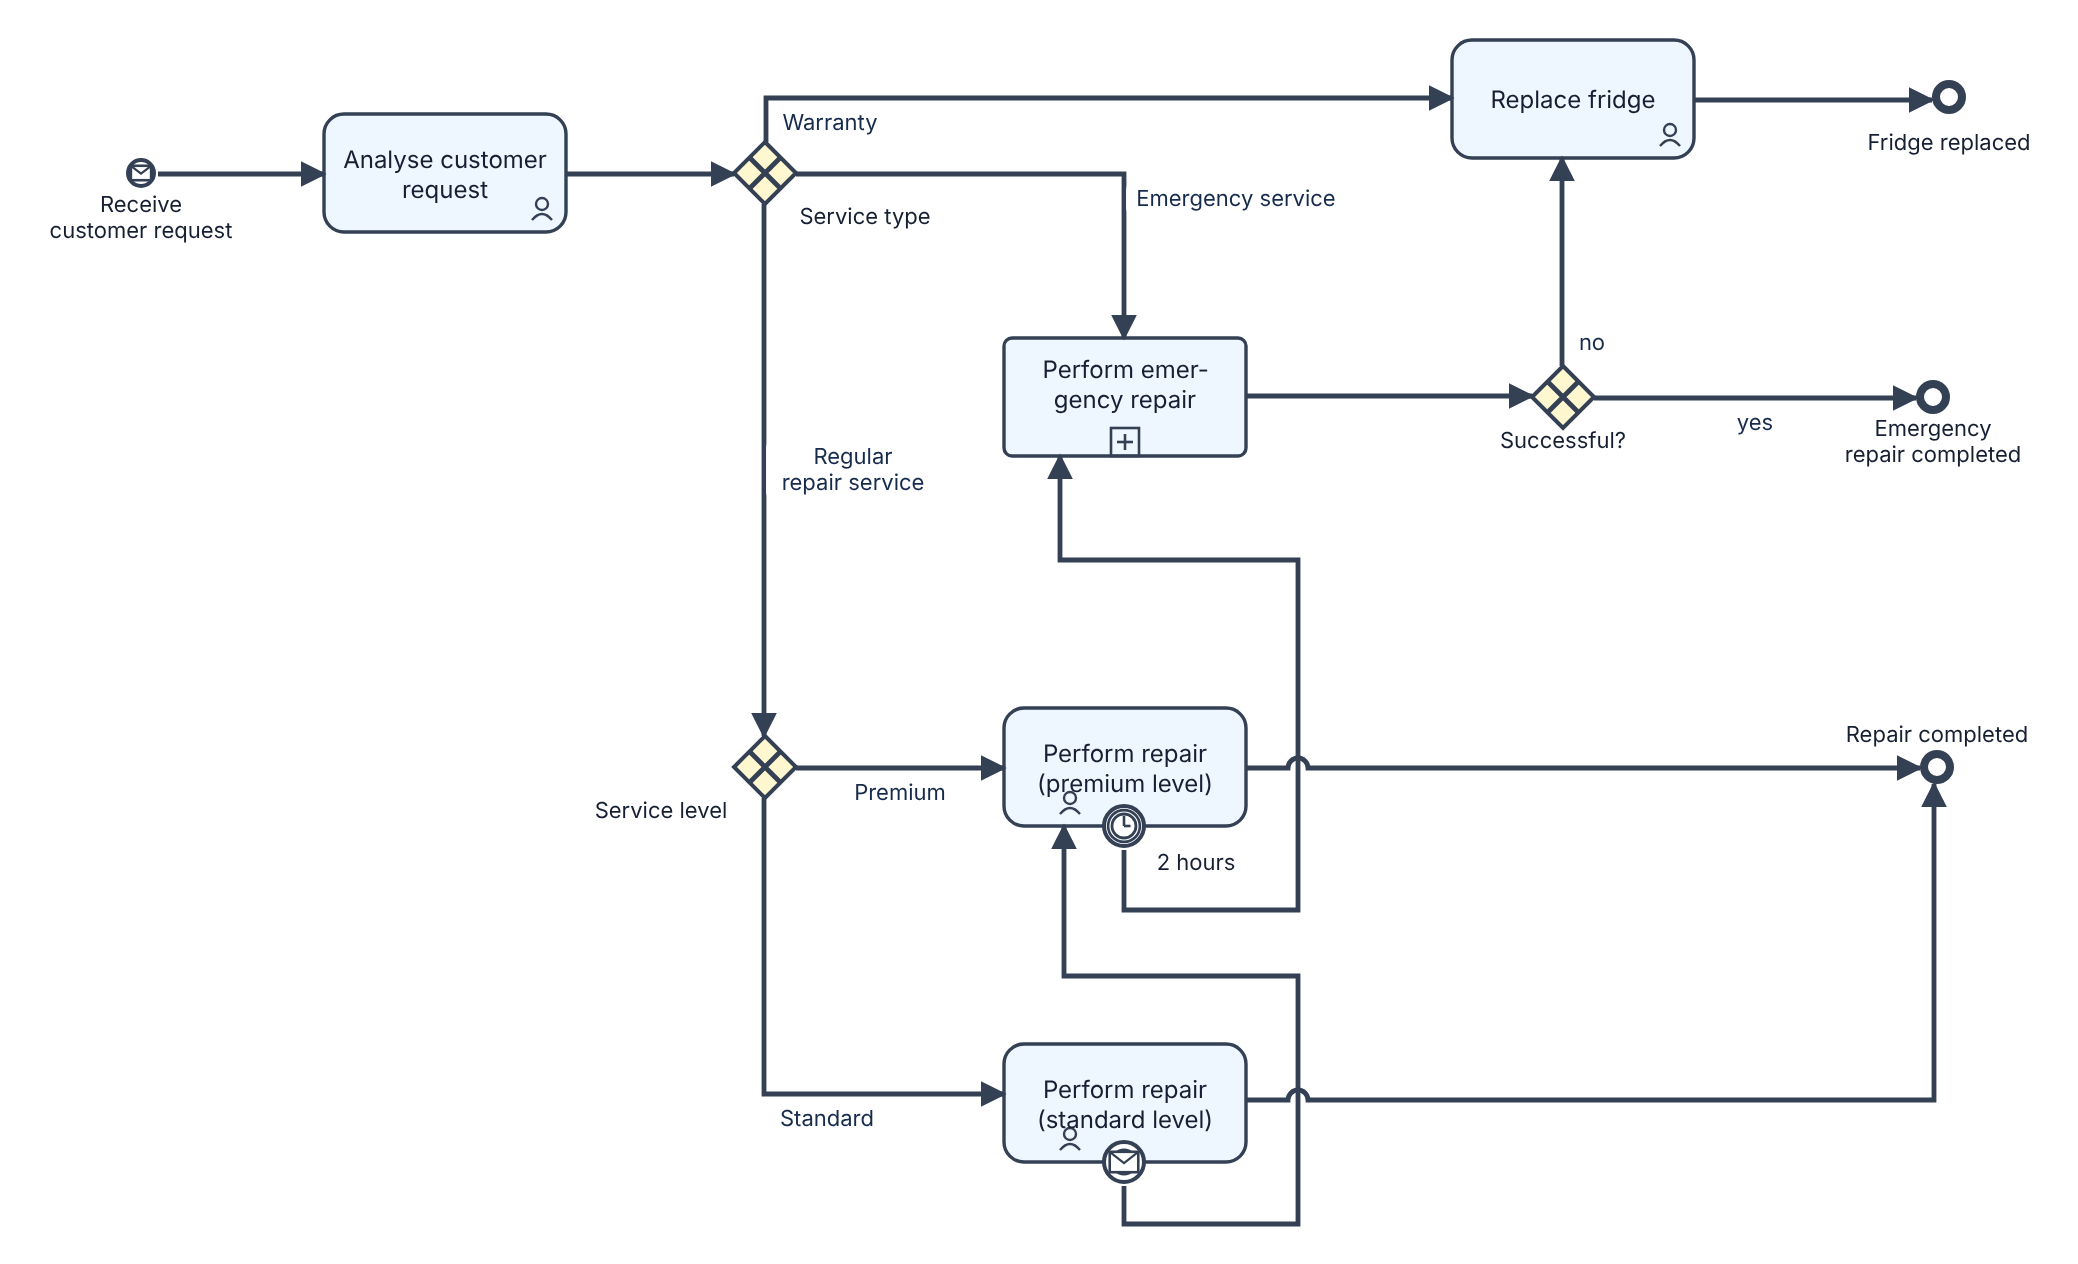 Replace fridge
Warranty
Fridge replaced
Analyse customer
request
Receive
customer request
Service type
Emergency service
no
Perform emer-
gency repair
Successful?
yes
Emergency
repair completed
Regular
repair service
Repair completed
Perform repair
(premium level)
Premium
Service level
2 hours
Perform repair
(standard level)
Standard